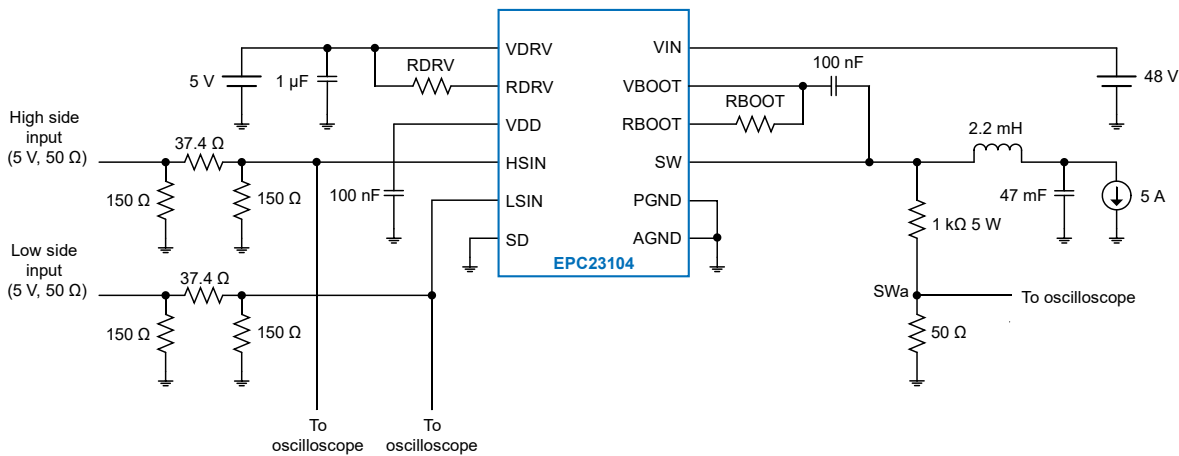 VDRV
RDRV
VDD
HSIN
LSIN
SD
VIN
VBOOT
RBOOT
SW
PGND
AGND
EPC23104
5 V
1 µF
RDRV
100 nF
High side
input
(5 V, 50 Ω)
37.4 Ω
150 Ω
150 Ω
Low side
input
(5 V, 50 Ω)
37.4 Ω
150 Ω
150 Ω
To
oscilloscope
To
oscilloscope
100 nF
RBOOT
48 V
2.2 mH
47 mF
5 A
1 kΩ 5 W
SWa
To oscilloscope
50 Ω